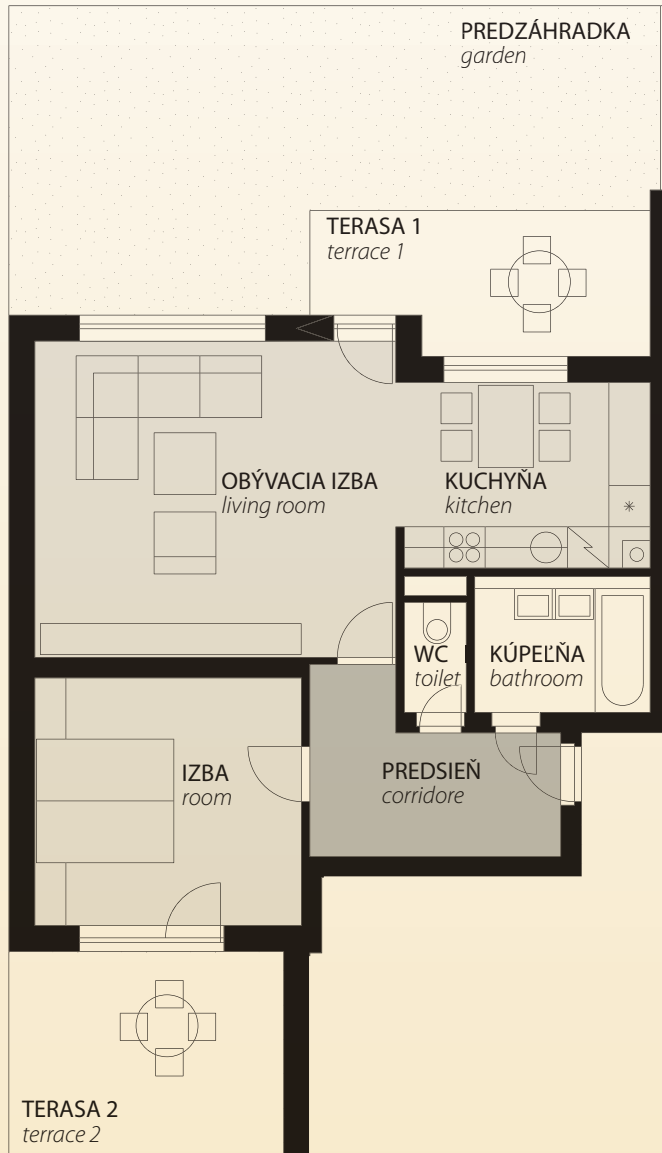 PREDZÁHRADKA
garden
TERASA 1
terrace 1
OBÝVACIA IZBA
living room
KUCHYŇA
kitchen
WC
toilet
KÚPEĽŇA
bathroom
IZBA
room
PREDSIEŇ
corridore
TERASA 2
terrace 2